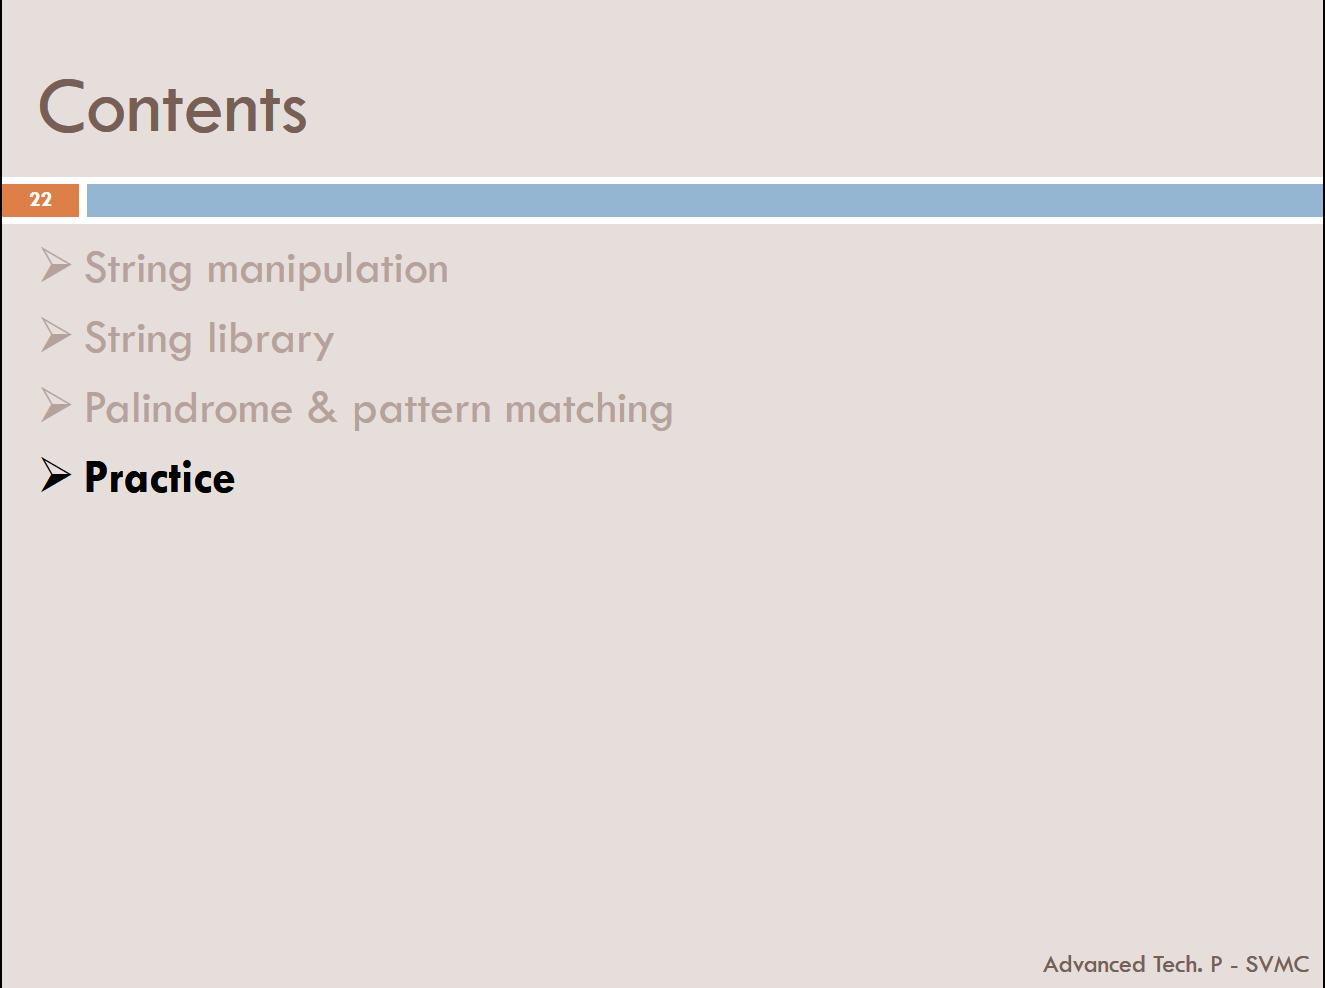 Contents
22
String manipulation
String library
Palindrome & pattern matching
Practice
Advanced Tech. P - SVMC